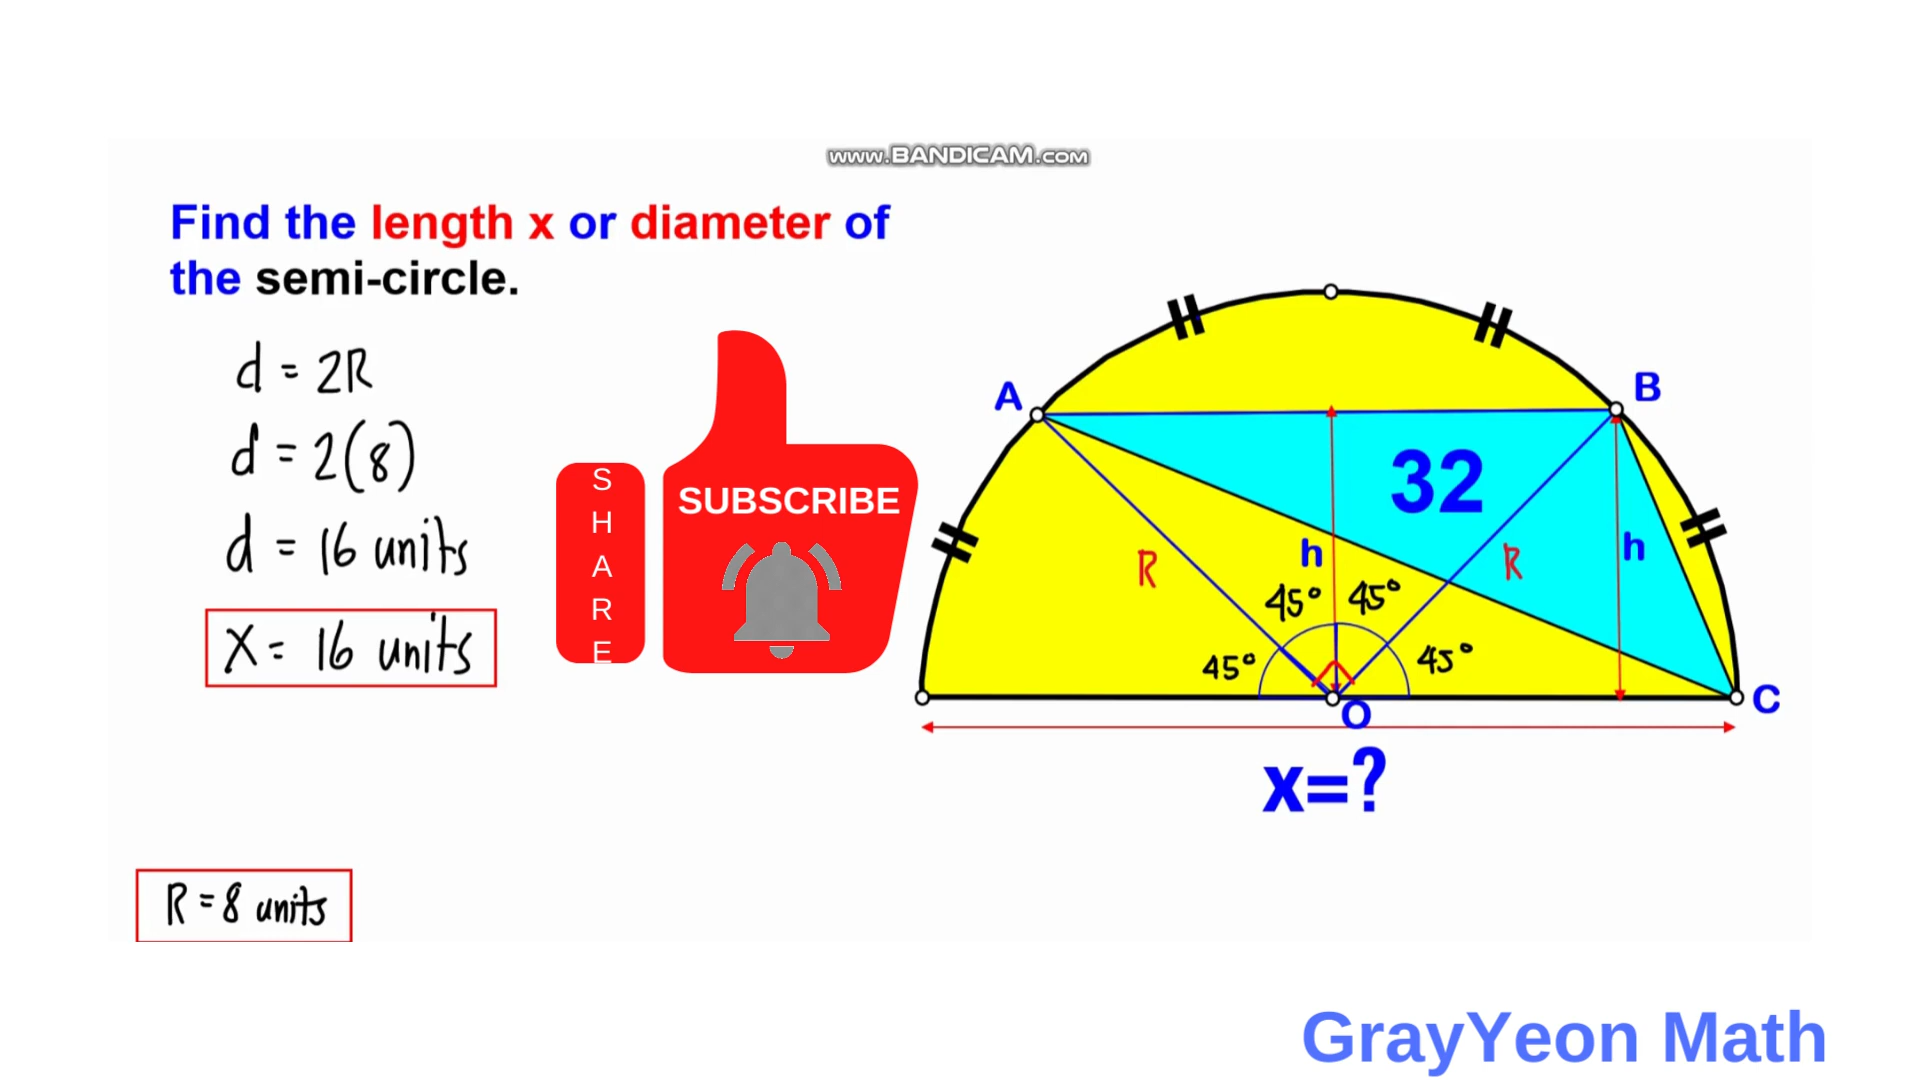 www.BANDICAM.com
Find the length x or diameter of
the semi-circle.
d = 2R
d = 2(8)
d = 16 units
X = 16 units
R = 8 units
S
H
A
R
E
SUBSCRIBE
A
B
32
R
h
R
h
45°
45°
45°
45°
O
C
x=?
GrayYeon Math